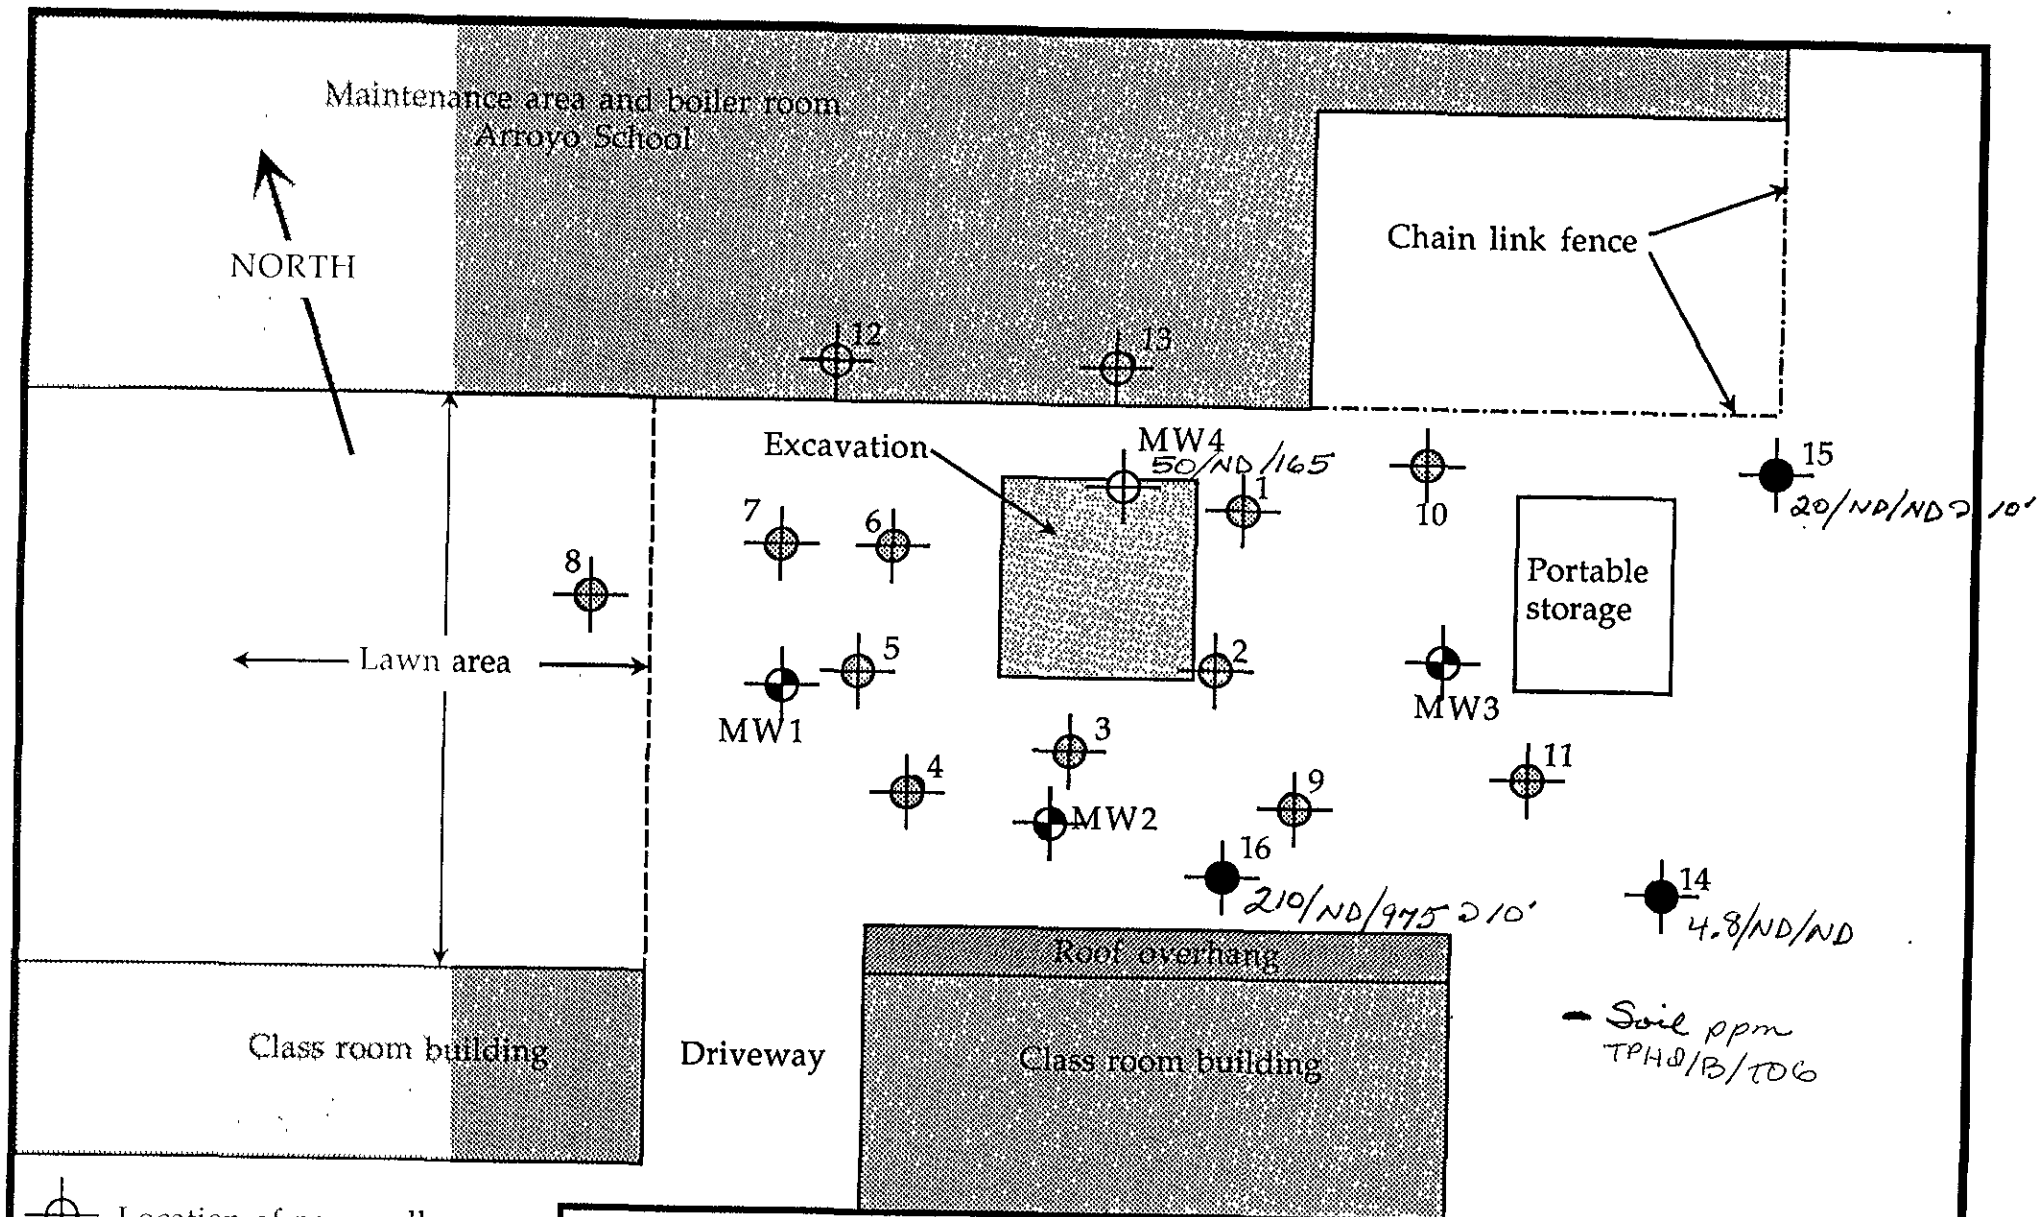 Maintenance area and boiler room
Arroyo School
NORTH
Chain link fence
12
13
Excavation
MW4
50/ND/165
1
10
15
20/ND/ND @ 10'
7
6
8
Portable
storage
Lawn area
5
2
MW1
MW3
3
4
MW2
9
11
16
210/ND/975 @ 10'
14
4.8/ND/ND
Roof overhang
Class room building
Driveway
Class room building
- Soil ppm
TPHd/B/TOG
Location of